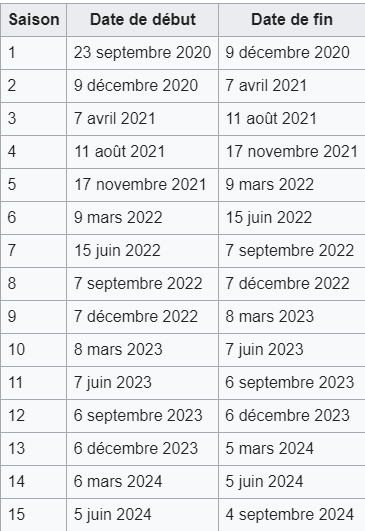 Saison Date de début Date de fin
1 23 septembre 2020 9 décembre 2020
2 9 décembre 2020 7 avril 2021
3 7 avril 2021 11 août 2021
4 11 août 2021 17 novembre 2021
5 17 novembre 2021 9 mars 2022
6 9 mars 2022 15 juin 2022
7 15 juin 2022 7 septembre 2022
8 7 septembre 2022 7 décembre 2022
9 7 décembre 2022 8 mars 2023
10 8 mars 2023 7 juin 2023
11 7 juin 2023 6 septembre 2023
12 6 septembre 2023 6 décembre 2023
13 6 décembre 2023 5 mars 2024
14 6 mars 2024 5 juin 2024
15 5 juin 2024 4 septembre 2024